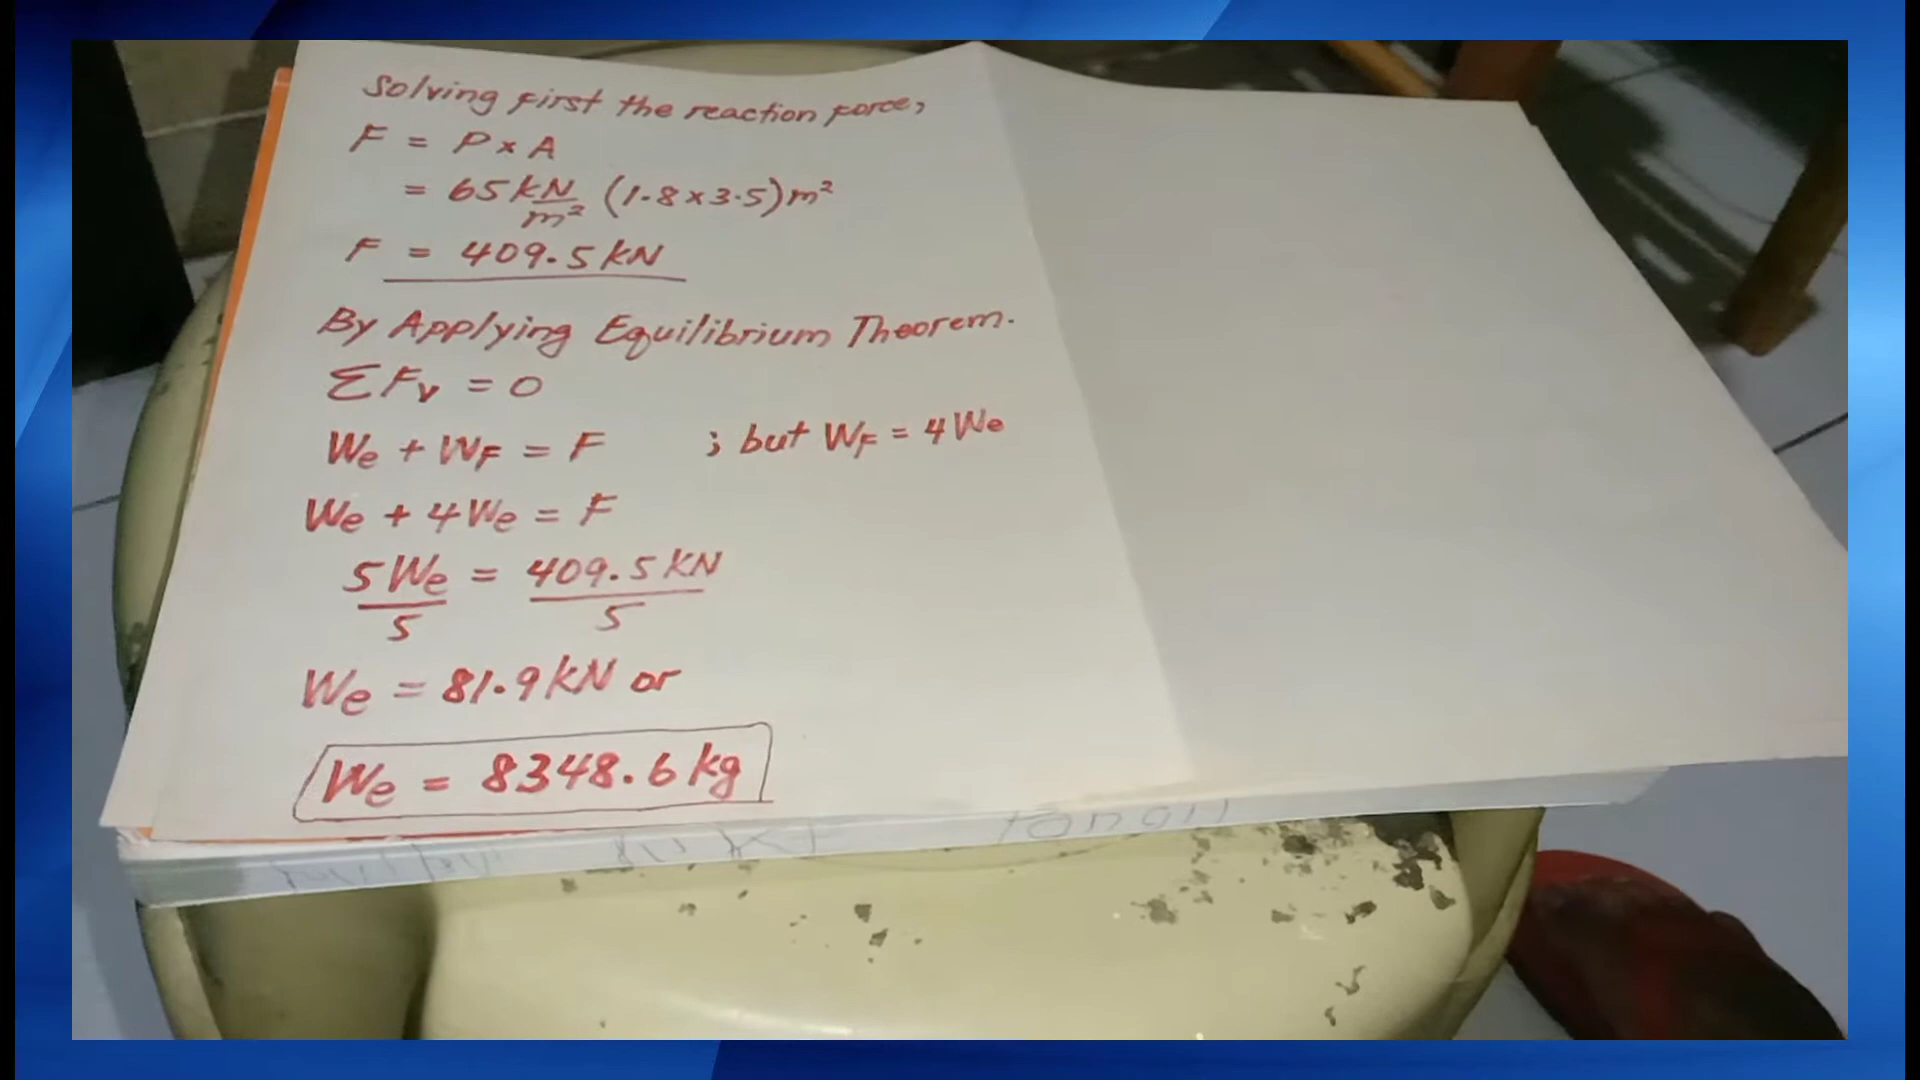 Solving first the reaction force,
F = P x A
= 65 kN/m² (1.8 x 3.5) m²
F = 409.5 kN
By Applying Equilibrium Theorem.
ΣFv = 0
We + WF = F ; but WF = 4We
We + 4We = F
5We/5 = 409.5 KN/5
We = 81.9 kN or
We = 8348.6 kg